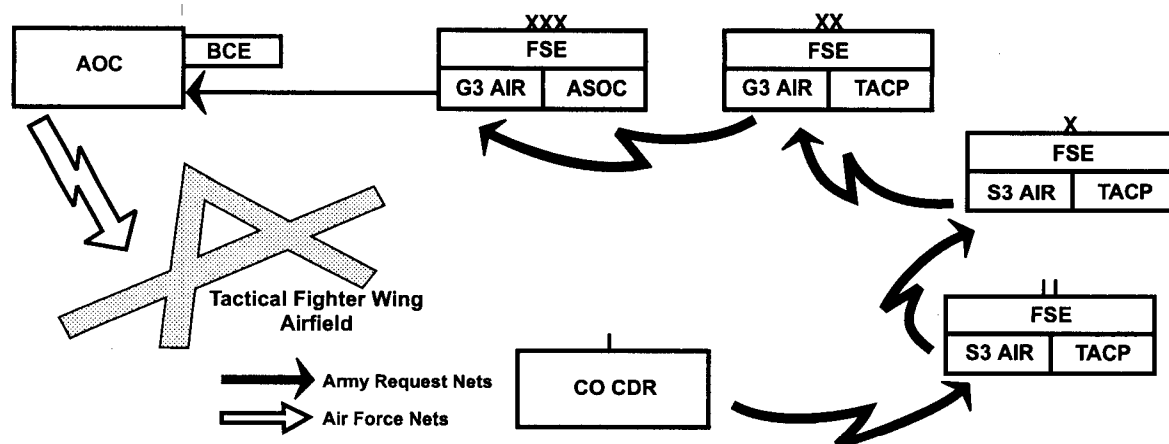 AOC
BCE
XXX
FSE
G3 AIR
ASOC
XX
FSE
G3 AIR
TACP
X
FSE
S3 AIR
TACP
II
FSE
S3 AIR
TACP
I
CO CDR
Tactical Fighter Wing
Airfield
Army Request Nets
Air Force Nets